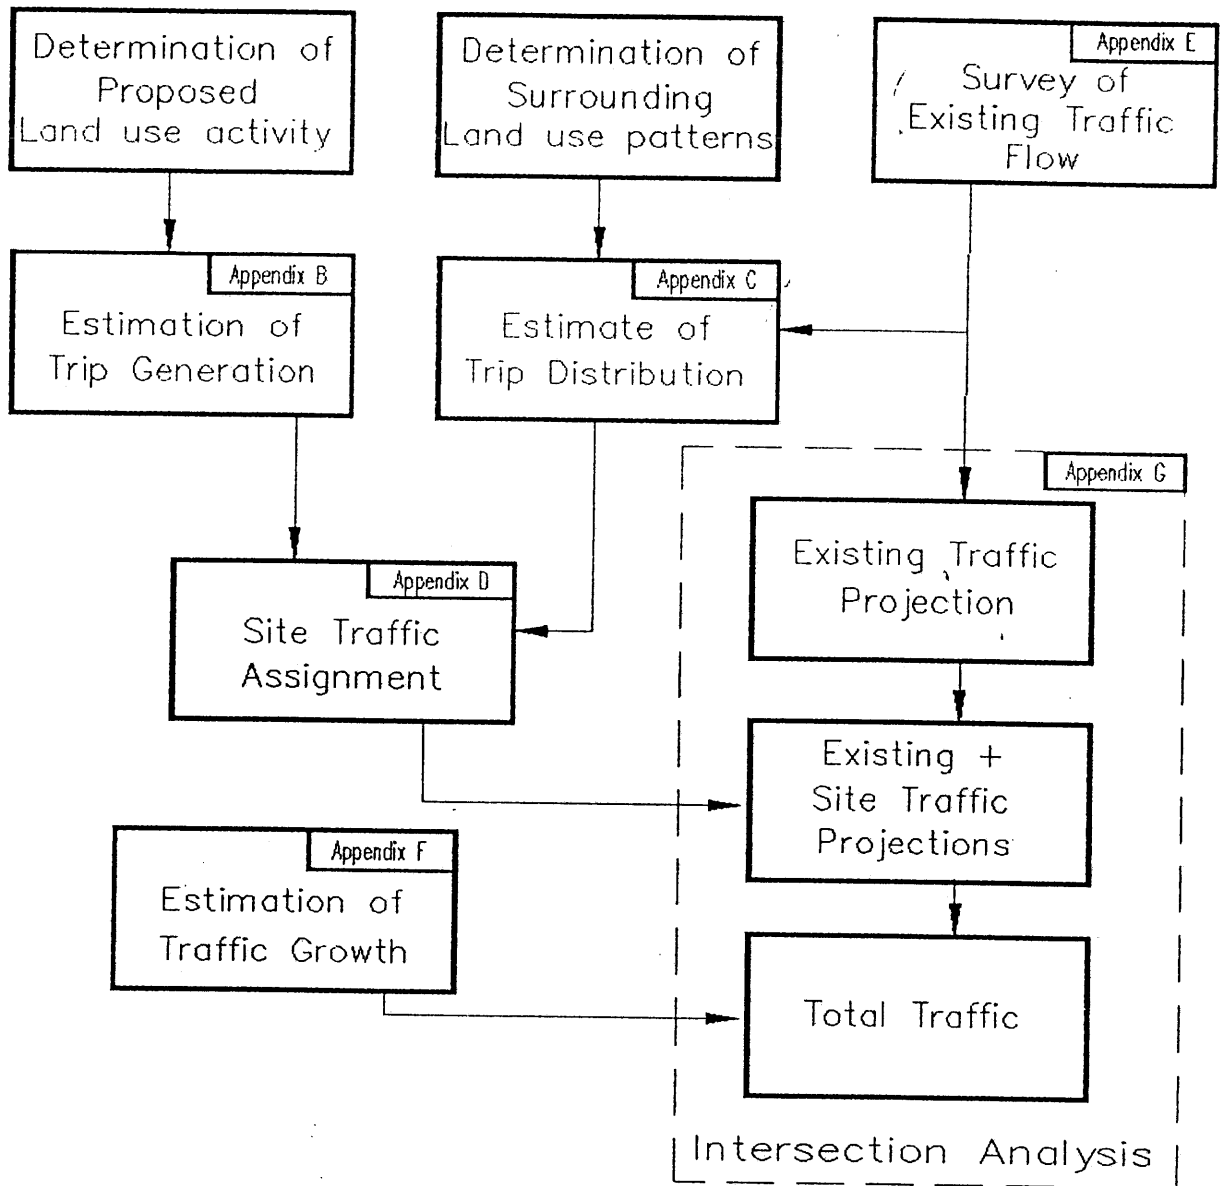 Determination of
Proposed
Land use activity
Determination of
Surrounding
Land use patterns
Appendix E
Survey of
Existing Traffic
Flow
Appendix B
Estimation of
Trip Generation
Appendix C
Estimate of
Trip Distribution
Appendix G
Existing Traffic
Projection
Appendix D
Site Traffic
Assignment
Existing +
Site Traffic
Projections
Appendix F
Estimation of
Traffic Growth
Total Traffic
Intersection Analysis